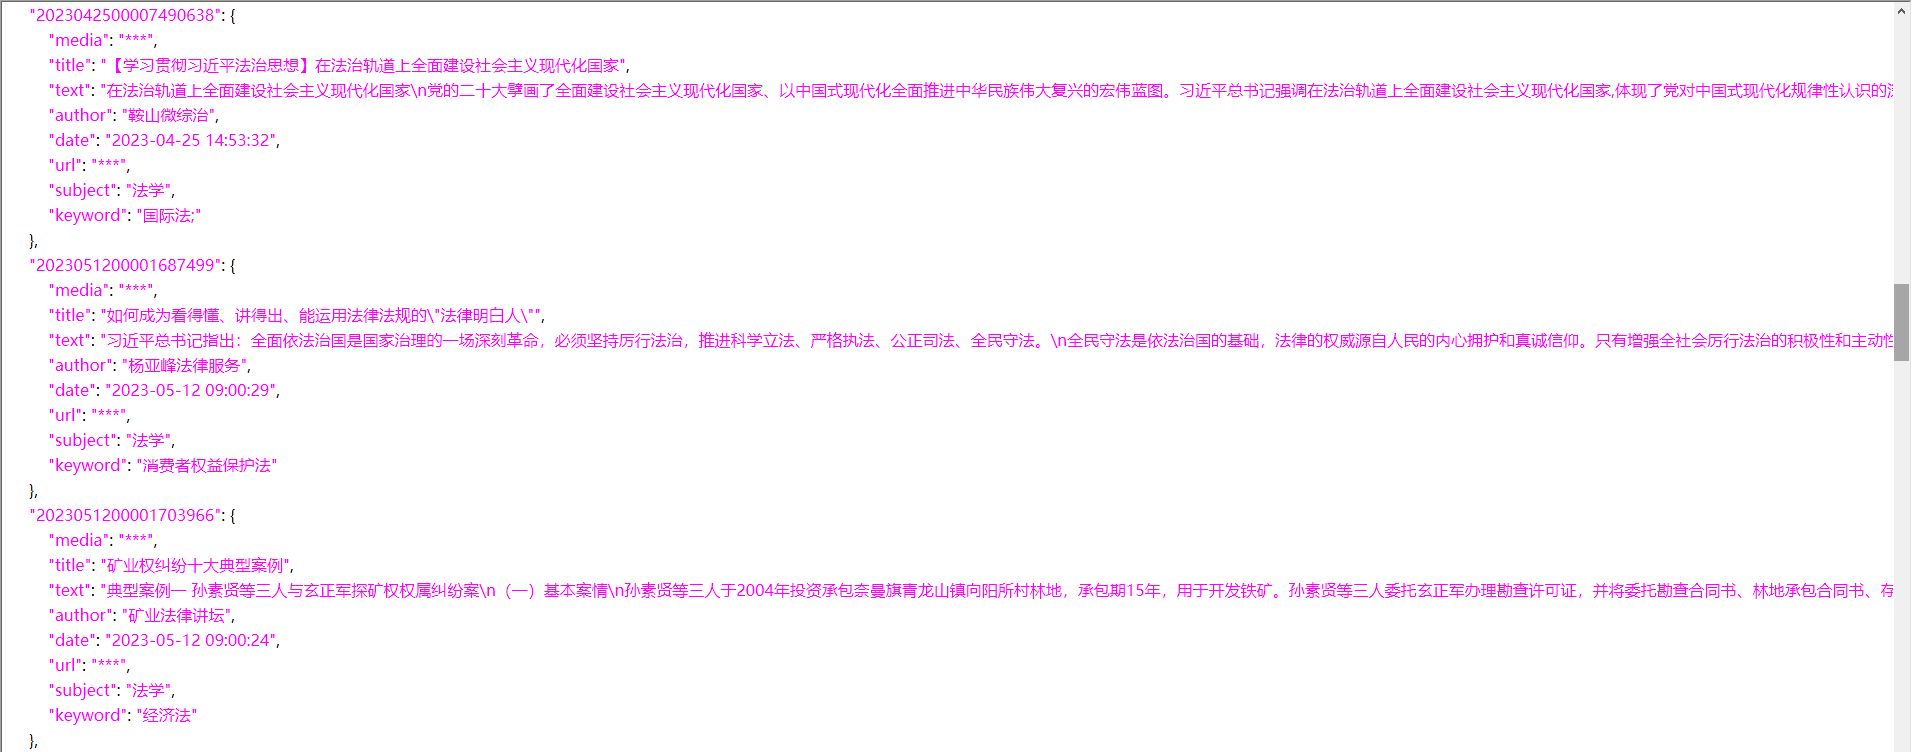 "2023042500007490638": {
"media": "***",
"title": "【学习贯彻习近平法治思想】在法治轨道上全面建设社会主义现代化国家",
"text": "在法治轨道上全面建设社会主义现代化国家\n党的二十大擘画了全面建设社会主义现代化国家、以中国式现代化全面推进中华民族伟大复兴的宏伟蓝图。习近平总书记强调在法治轨道上全面建设社会主义现代化国家,体现了党对中国式现代化规律性认识的深
"author": "鞍山微综治",
"date": "2023-04-25 14:53:32",
"url": "***",
"subject": "法学",
"keyword": "国际法;"
},
"2023051200001687499": {
"media": "***",
"title": "如何成为看得懂、讲得出、能运用法律法规的\"法律明白人\"",
"text": "习近平总书记指出：全面依法治国是国家治理的一场深刻革命，必须坚持厉行法治，推进科学立法、严格执法、公正司法、全民守法。\n全民守法是依法治国的基础，法律的权威源自人民的内心拥护和真诚信仰。只有增强全社会厉行法治的积极性和主动性
"author": "杨亚峰法律服务",
"date": "2023-05-12 09:00:29",
"url": "***",
"subject": "法学",
"keyword": "消费者权益保护法"
},
"2023051200001703966": {
"media": "***",
"title": "矿业权纠纷十大典型案例",
"text": "典型案例一 孙素贤等三人与玄正军探矿权权属纠纷案\n（一）基本案情\n孙素贤等三人于2004年投资承包奈曼旗青龙山镇向阳所村林地，承包期15年，用于开发铁矿。孙素贤等三人委托玄正军办理勘查许可证，并将委托勘查合同书、林地承包合同书、存
"author": "矿业法律讲坛",
"date": "2023-05-12 09:00:24",
"url": "***",
"subject": "法学",
"keyword": "经济法"
},